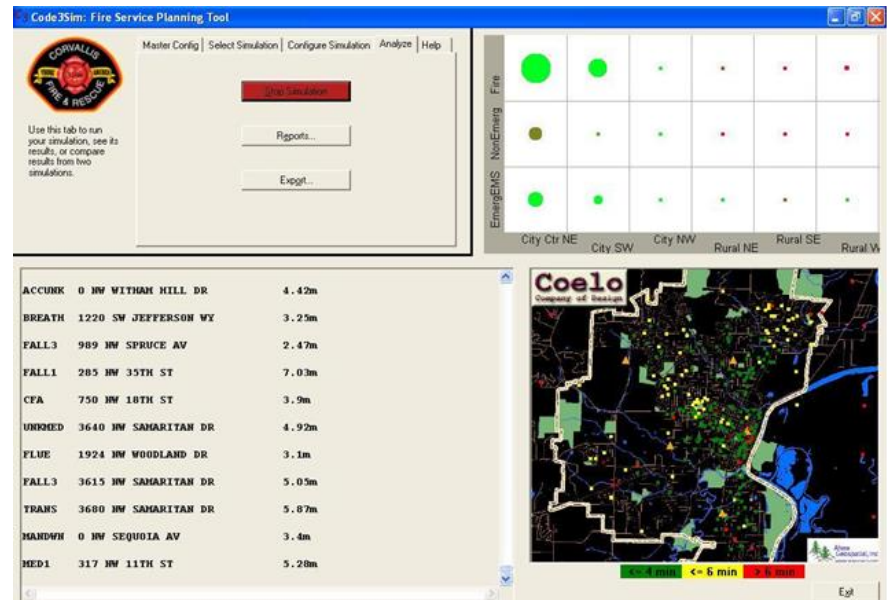 Code3Sim: Fire Service Planning Tool
Master Config
Select Simulation
Configure Simulation
Analyze
Help
CORVALLIS
FIRE & RESCUE
Use this tab to run
your simulation, see its
results, or compare
results from two
simulations.
Stop Simulation
Reports...
Export...
Fire
NonEmerg
EmergEMS
City Ctr NE
City SW
City NW
Rural NE
Rural SE
Rural W
ACCUNK 0 NW WITHAM HILL DR 4.42m
BREATH 1220 SW JEFFERSON WY 3.25m
FALL3 989 NW SPRUCE AV 2.47m
FALL1 285 NW 35TH ST 7.03m
CFA 750 NW 18TH ST 3.9m
UNKMED 3640 NW SAMARITAN DR 4.92m
FLUE 1924 NW WOODLAND DR 3.1m
FALL3 3615 NW SAMARITAN DR 5.05m
TRANS 3680 NW SAMARITAN DR 5.87m
MANDWN 0 NW SEQUOIA AV 3.4m
MED1 317 NW 11TH ST 5.28m
Coelo
Company of Design
Geospatial, Inc
<= 4 min
<= 6 min
> 6 min
Exit